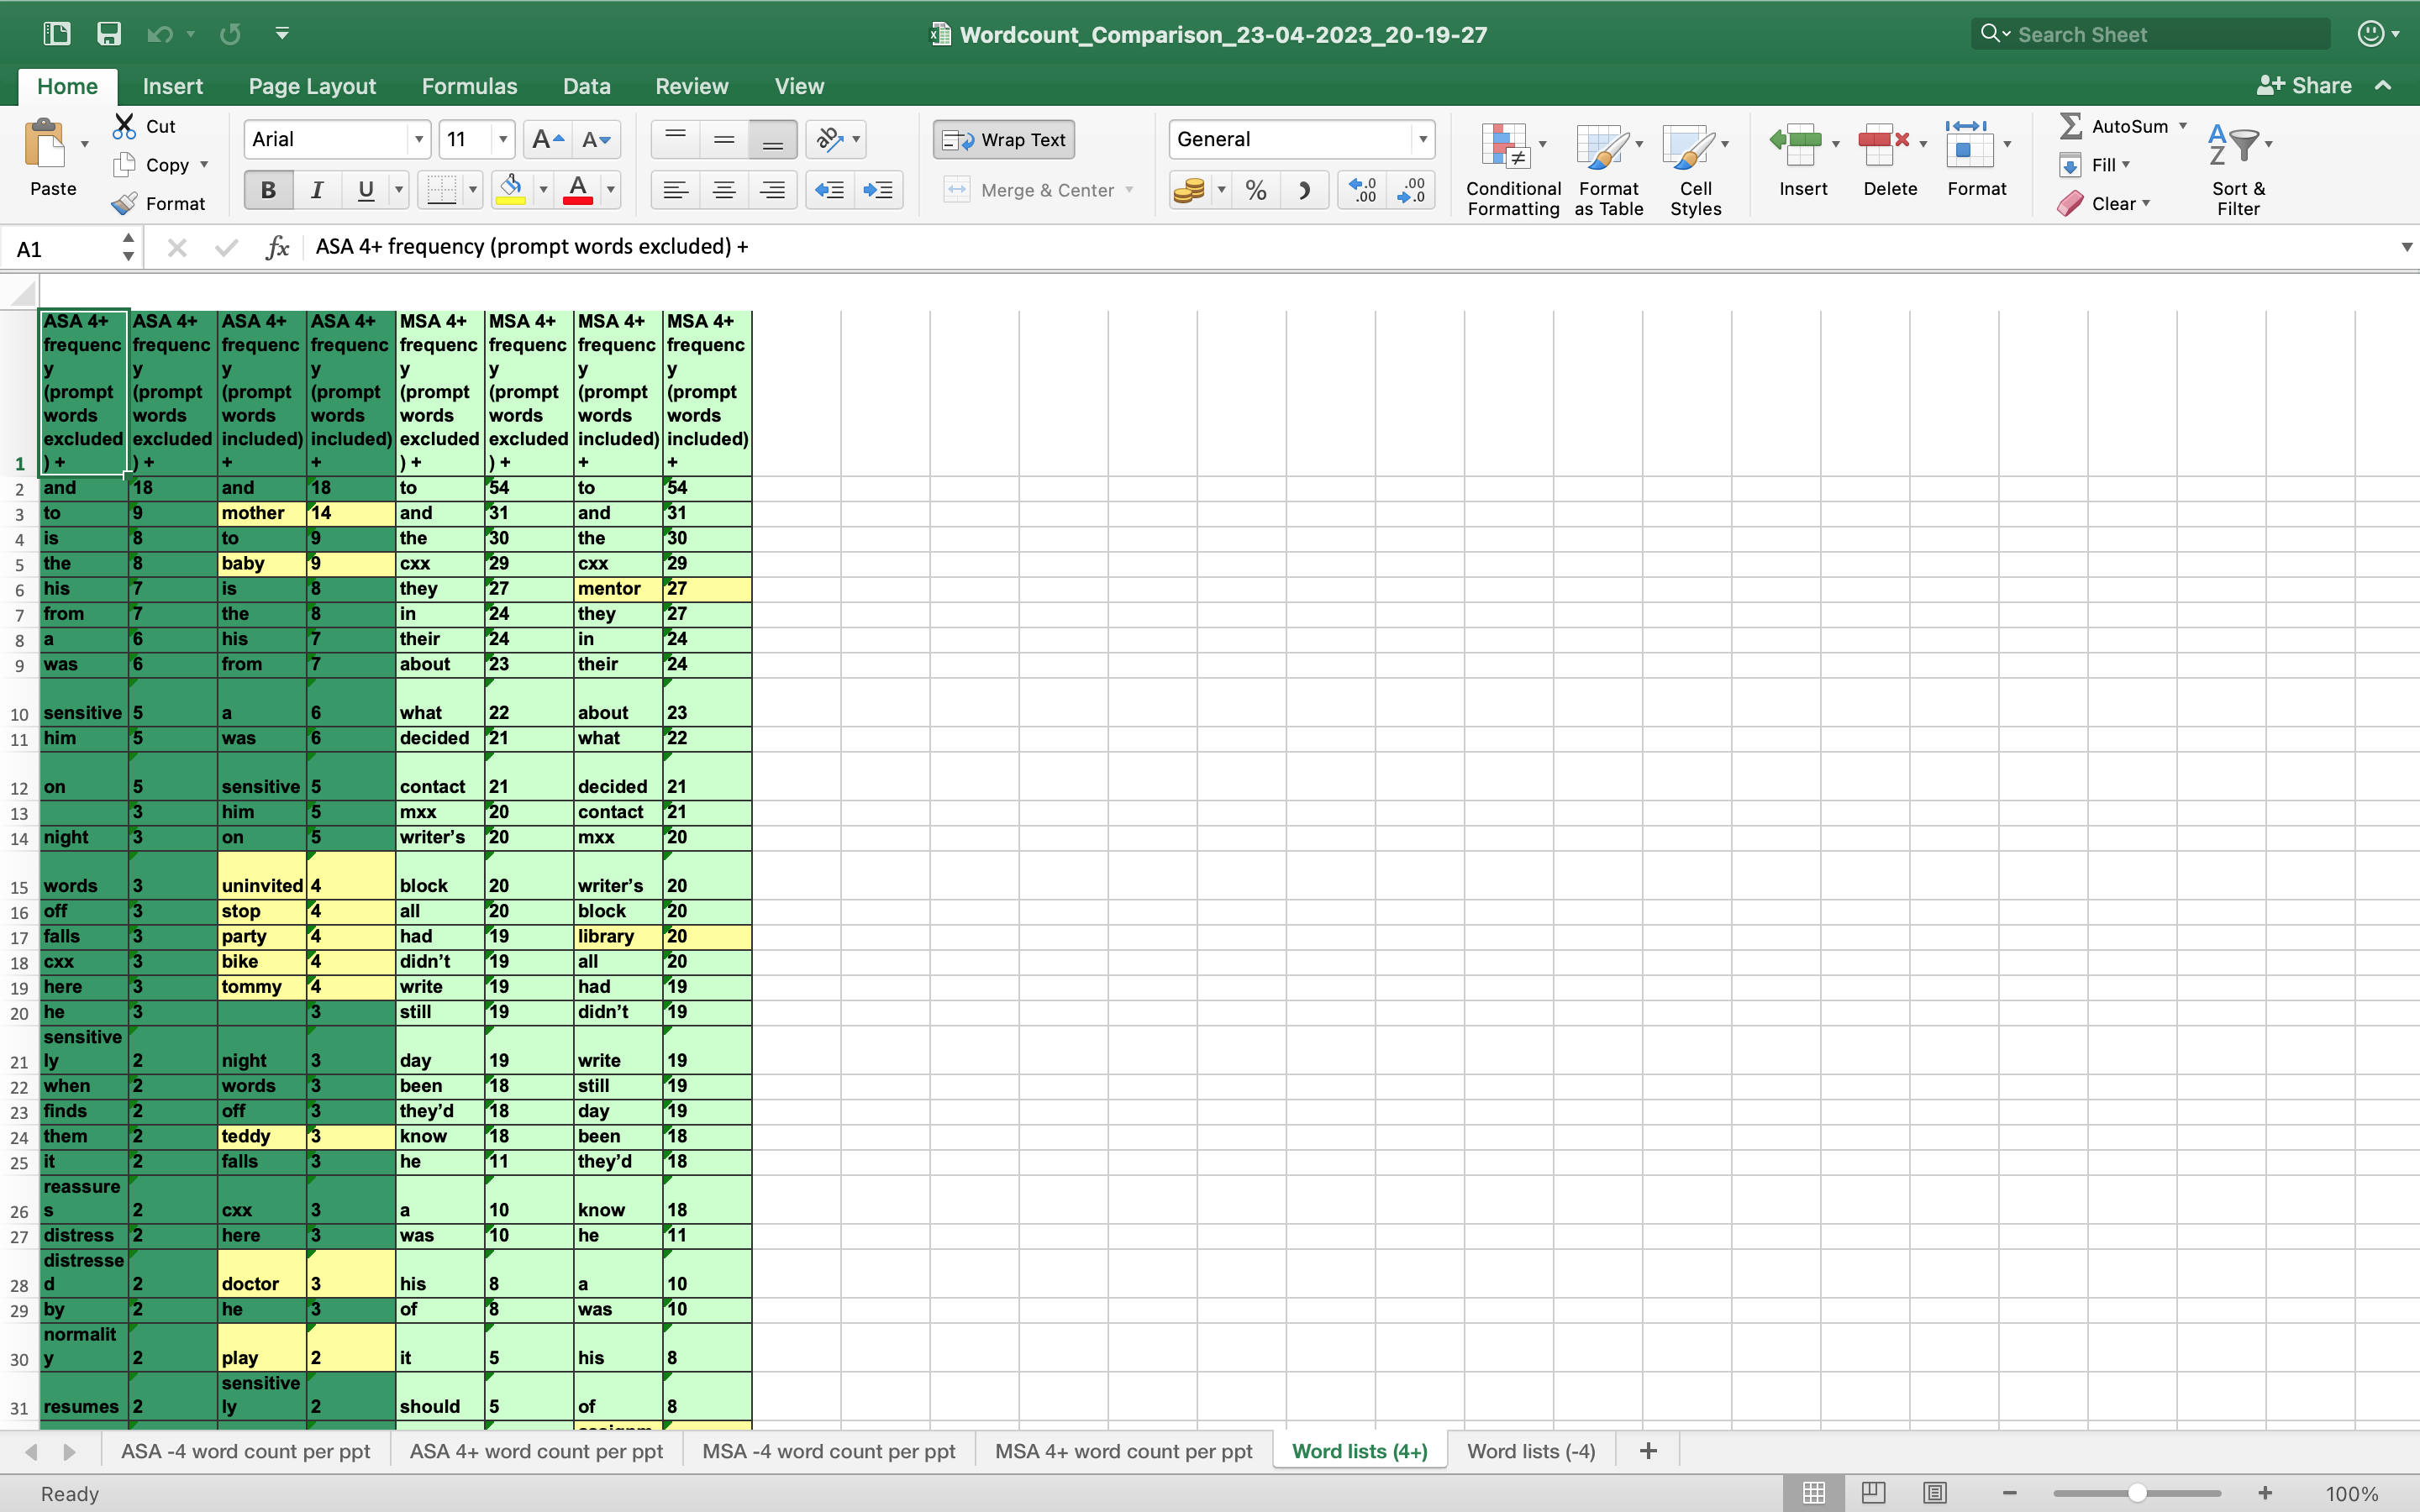 Wordcount_Comparison_23-04-2023_20-19-27
Search Sheet
Home Insert Page Layout Formulas Data Review View Share
Paste
Cut
Copy
Format
Arial 11
B I U
Wrap Text
Merge & Center
General
Conditional Formatting
Format as Table
Cell Styles
Insert
Delete
Format
AutoSum
Fill
Clear
Sort & Filter
A1 fx ASA 4+ frequency (prompt words excluded) +
1 ASA 4+ frequency (prompt words excluded) + ASA 4+ frequency (prompt words excluded) + ASA 4+ frequency (prompt words included) + ASA 4+ frequency (prompt words included) + MSA 4+ frequency (prompt words excluded) + MSA 4+ frequency (prompt words excluded) + MSA 4+ frequency (prompt words included) + MSA 4+ frequency (prompt words included) +
2 and 18 and 18 to 54 to 54
3 to 9 mother 14 and 31 and 31
4 is 8 to 9 the 30 the 30
5 the 8 baby 9 cxx 29 cxx 29
6 his 7 is 8 they 27 mentor 27
7 from 7 the 8 in 24 they 27
8 a 6 his 7 their 24 in 24
9 was 6 from 7 about 23 their 24
10 sensitive 5 a 6 what 22 about 23
11 him 5 was 6 decided 21 what 22
12 on 5 sensitive 5 contact 21 decided 21
13 3 him 5 mxx 20 contact 21
14 night 3 on 5 writer’s 20 mxx 20
15 words 3 uninvited 4 block 20 writer’s 20
16 off 3 stop 4 all 20 block 20
17 falls 3 party 4 had 19 library 20
18 cxx 3 bike 4 didn’t 19 all 20
19 here 3 tommy 4 write 19 had 19
20 he 3 3 still 19 didn’t 19
21 sensitively 2 night 3 day 19 write 19
22 when 2 words 3 been 18 still 19
23 finds 2 off 3 they’d 18 day 19
24 them 2 teddy 3 know 18 been 18
25 it 2 falls 3 he 11 they’d 18
26 reassures 2 cxx 3 a 10 know 18
27 distress 2 here 3 was 10 he 11
28 distressed 2 doctor 3 his 8 a 10
29 by 2 he 3 of 8 was 10
30 normality 2 play 2 it 5 his 8
31 resumes 2 sensitively 2 should 5 of 8
ASA -4 word count per ppt ASA 4+ word count per ppt MSA -4 word count per ppt MSA 4+ word count per ppt Word lists (4+) Word lists (-4) +
Ready 100%